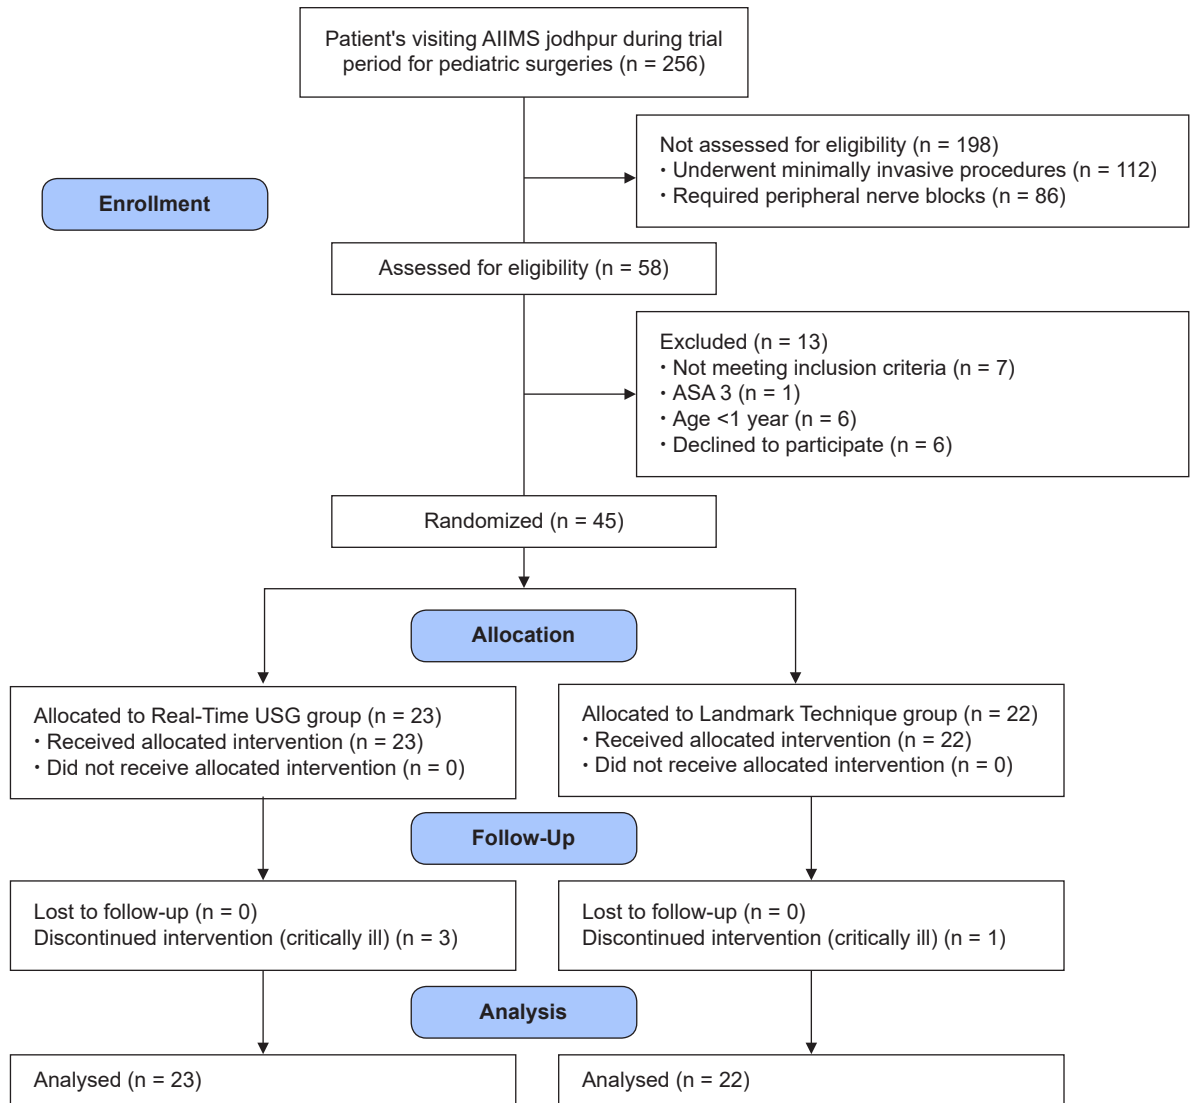 Patient's visiting AIIMS jodhpur during trial
period for pediatric surgeries (n = 256)
Not assessed for eligibility (n = 198)
· Underwent minimally invasive procedures (n = 112)
· Required peripheral nerve blocks (n = 86)
Enrollment
Assessed for eligibility (n = 58)
Excluded (n = 13)
· Not meeting inclusion criteria (n = 7)
· ASA 3 (n = 1)
· Age <1 year (n = 6)
· Declined to participate (n = 6)
Randomized (n = 45)
Allocation
Allocated to Real-Time USG group (n = 23)
· Received allocated intervention (n = 23)
· Did not receive allocated intervention (n = 0)
Allocated to Landmark Technique group (n = 22)
· Received allocated intervention (n = 22)
· Did not receive allocated intervention (n = 0)
Follow-Up
Lost to follow-up (n = 0)
Discontinued intervention (critically ill) (n = 3)
Lost to follow-up (n = 0)
Discontinued intervention (critically ill) (n = 1)
Analysis
Analysed (n = 23)
Analysed (n = 22)